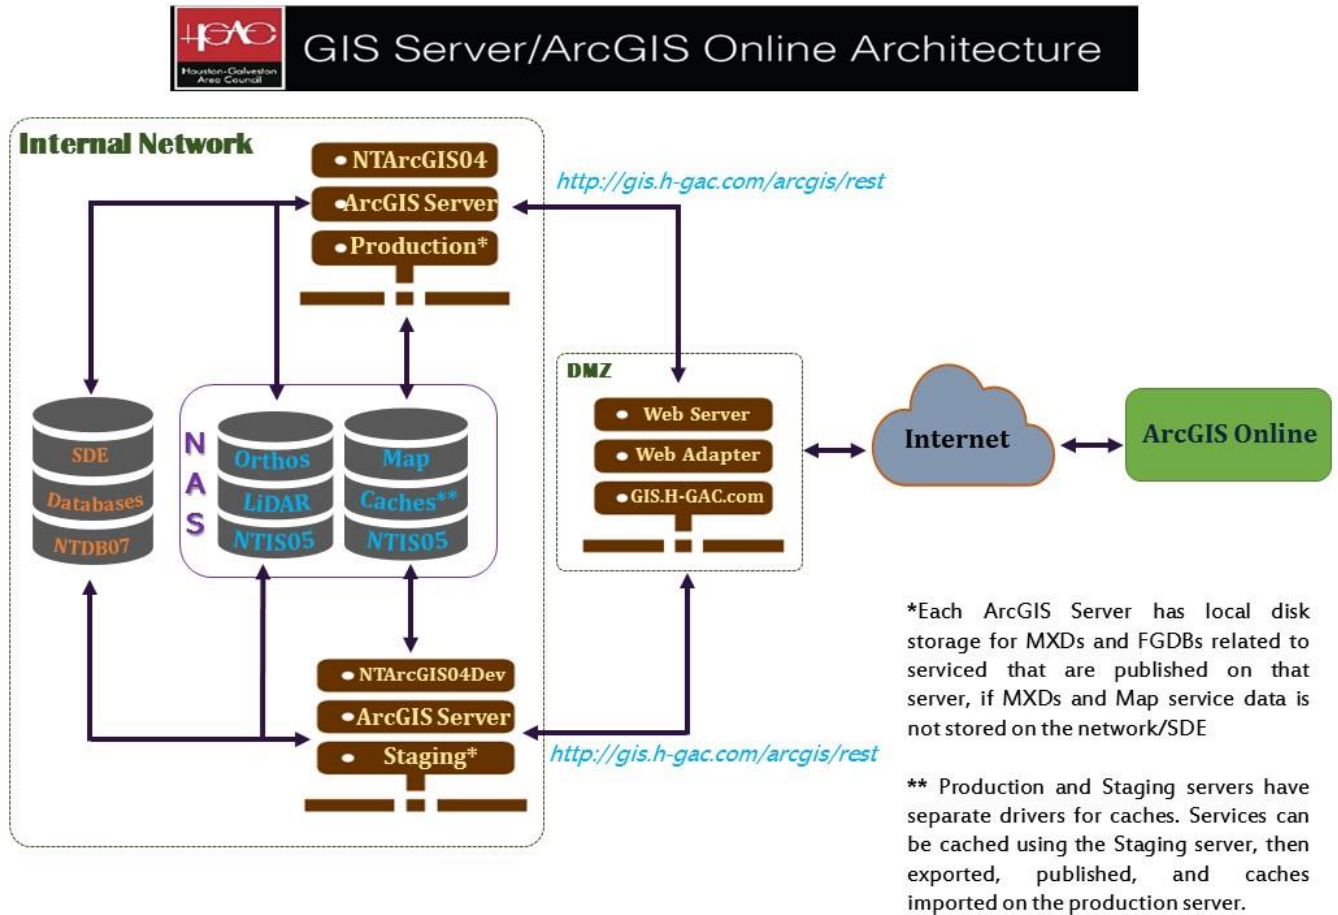 HGAC
Houston-Galveston
Area Council
GIS Server/ArcGIS Online Architecture
Internal Network
NTArcGIS04
ArcGIS Server
Production*
http://gis.h-gac.com/arcgis/rest
SDE
Databases
NTDB07
NAS
Orthos
LiDAR
NTIS05
Map
Caches**
NTIS05
DMZ
Web Server
Web Adapter
GIS.H-GAC.com
Internet
ArcGIS Online
NTArcGIS04Dev
ArcGIS Server
Staging*
http://gis.h-gac.com/arcgis/rest
*Each ArcGIS Server has local disk
storage for MXDs and FGDBs related to
serviced that are published on that
server, if MXDs and Map service data is
not stored on the network/SDE
** Production and Staging servers have
separate drivers for caches. Services can
be cached using the Staging server, then
exported, published, and caches
imported on the production server.